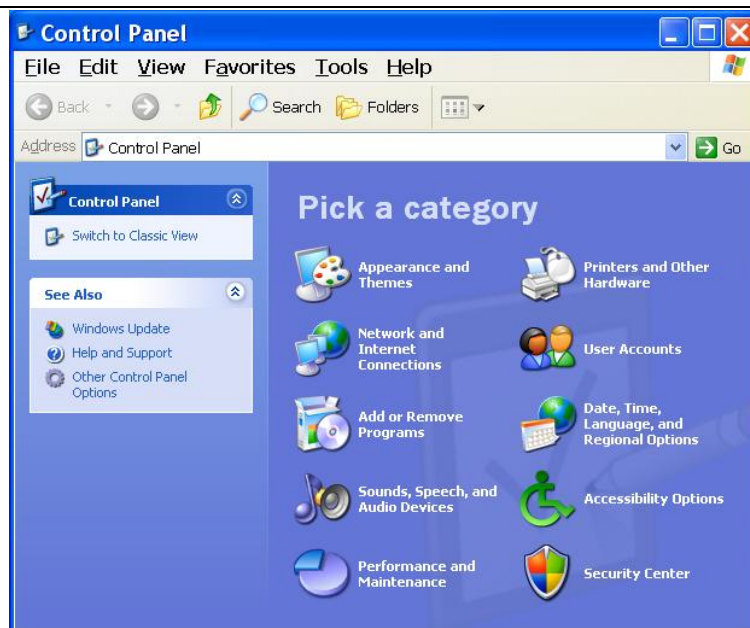 Control Panel
File Edit View Favorites Tools Help
Back Search Folders
Address Control Panel Go
Control Panel
Switch to Classic View
See Also
Windows Update
Help and Support
Other Control Panel
Options
Pick a category
Appearance and
Themes
Printers and Other
Hardware
Network and
Internet
Connections
User Accounts
Add or Remove
Programs
Date, Time,
Language, and
Regional Options
Sounds, Speech, and
Audio Devices
Accessibility Options
Performance and
Maintenance
Security Center